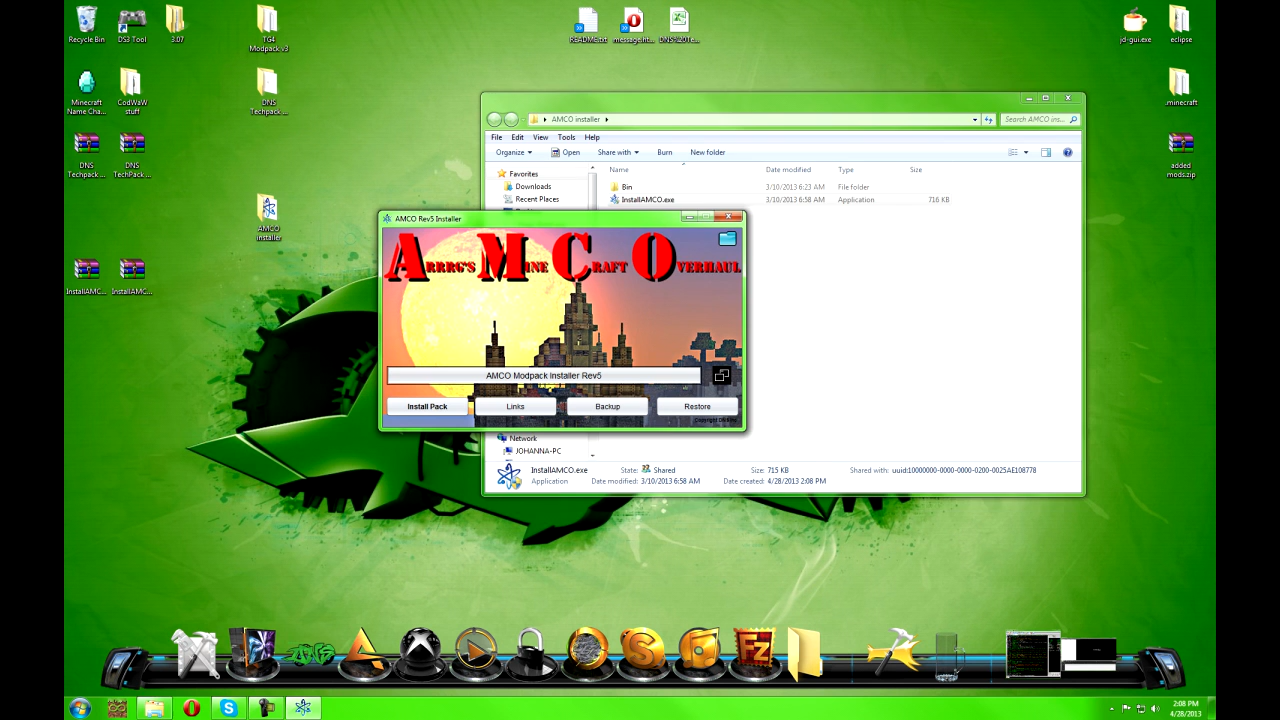 Recycle Bin
DS3 Tool
3.07
TG4 Modpack v3
README.txt
message.ht...
jd-gui.exe
eclipse
Minecraft Name Cha...
CodWaW stuff
DNS Techpack ...
.minecraft
DNS Techpack ...
DNS TechPack ...
added mods.zip
AMCO installer
InstallAMC...
InstallAMC...
AMCO installer
Search AMCO ins...
File Edit View Tools Help
Organize Open Share with Burn New folder
Favorites
Downloads
Recent Places
Name Date modified Type Size
Bin 3/10/2013 6:23 AM File folder
InstallAMCO.exe 3/10/2013 6:58 AM Application 716 KB
AMCO Rev5 Installer
ARRRG'S MINE CRAFT OVERHAUL
AMCO Modpack Installer Rev5
Install Pack Links Backup Restore
Network
JOHANNA-PC
InstallAMCO.exe State: Shared Size: 715 KB Shared with: uuid:10000000-0000-0000-0200-0025AE108778
Application Date modified: 3/10/2013 6:58 AM Date created: 4/28/2013 2:08 PM
DNS
S
Fz
2:08 PM
4/28/2013